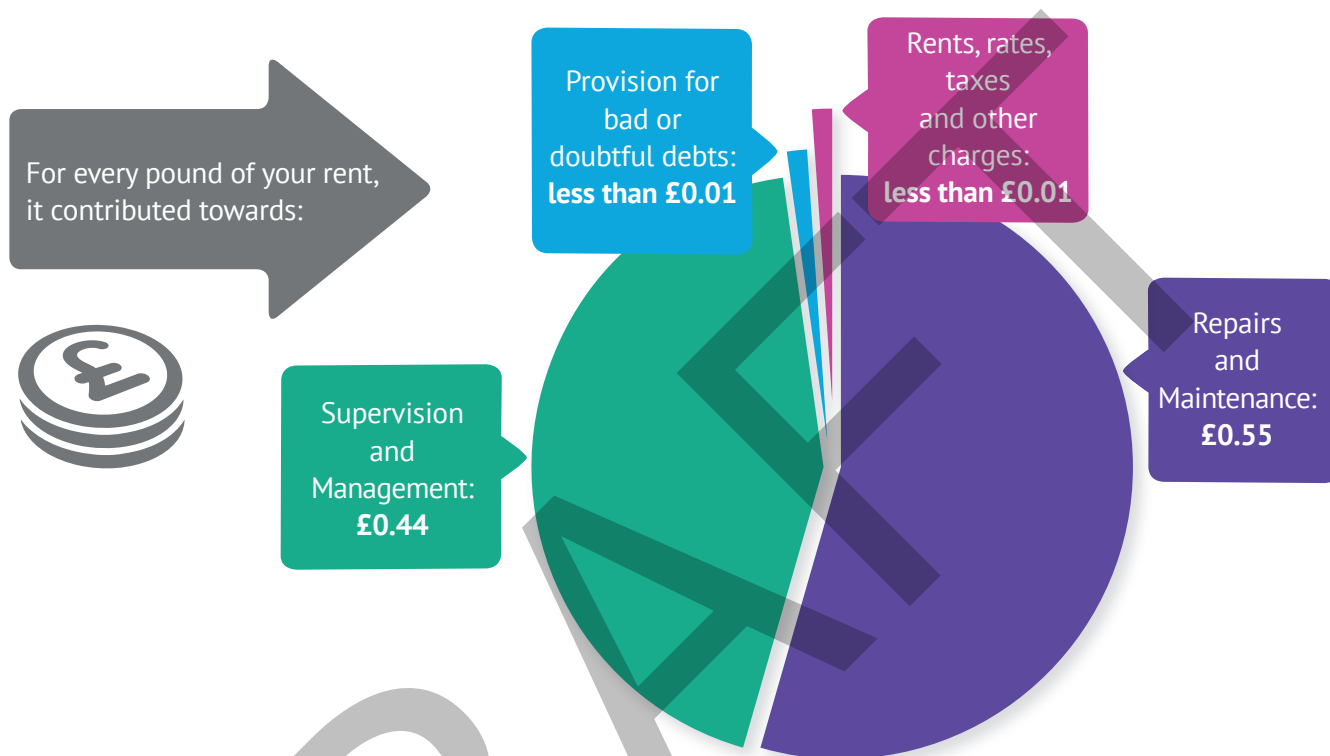 For every pound of your rent,
it contributed towards:
Provision for
bad or
doubtful debts:
less than £0.01
Rents, rates,
taxes
and other
charges:
less than £0.01
Repairs
and
Maintenance:
£0.55
Supervision
and
Management:
£0.44
£
DRAFT